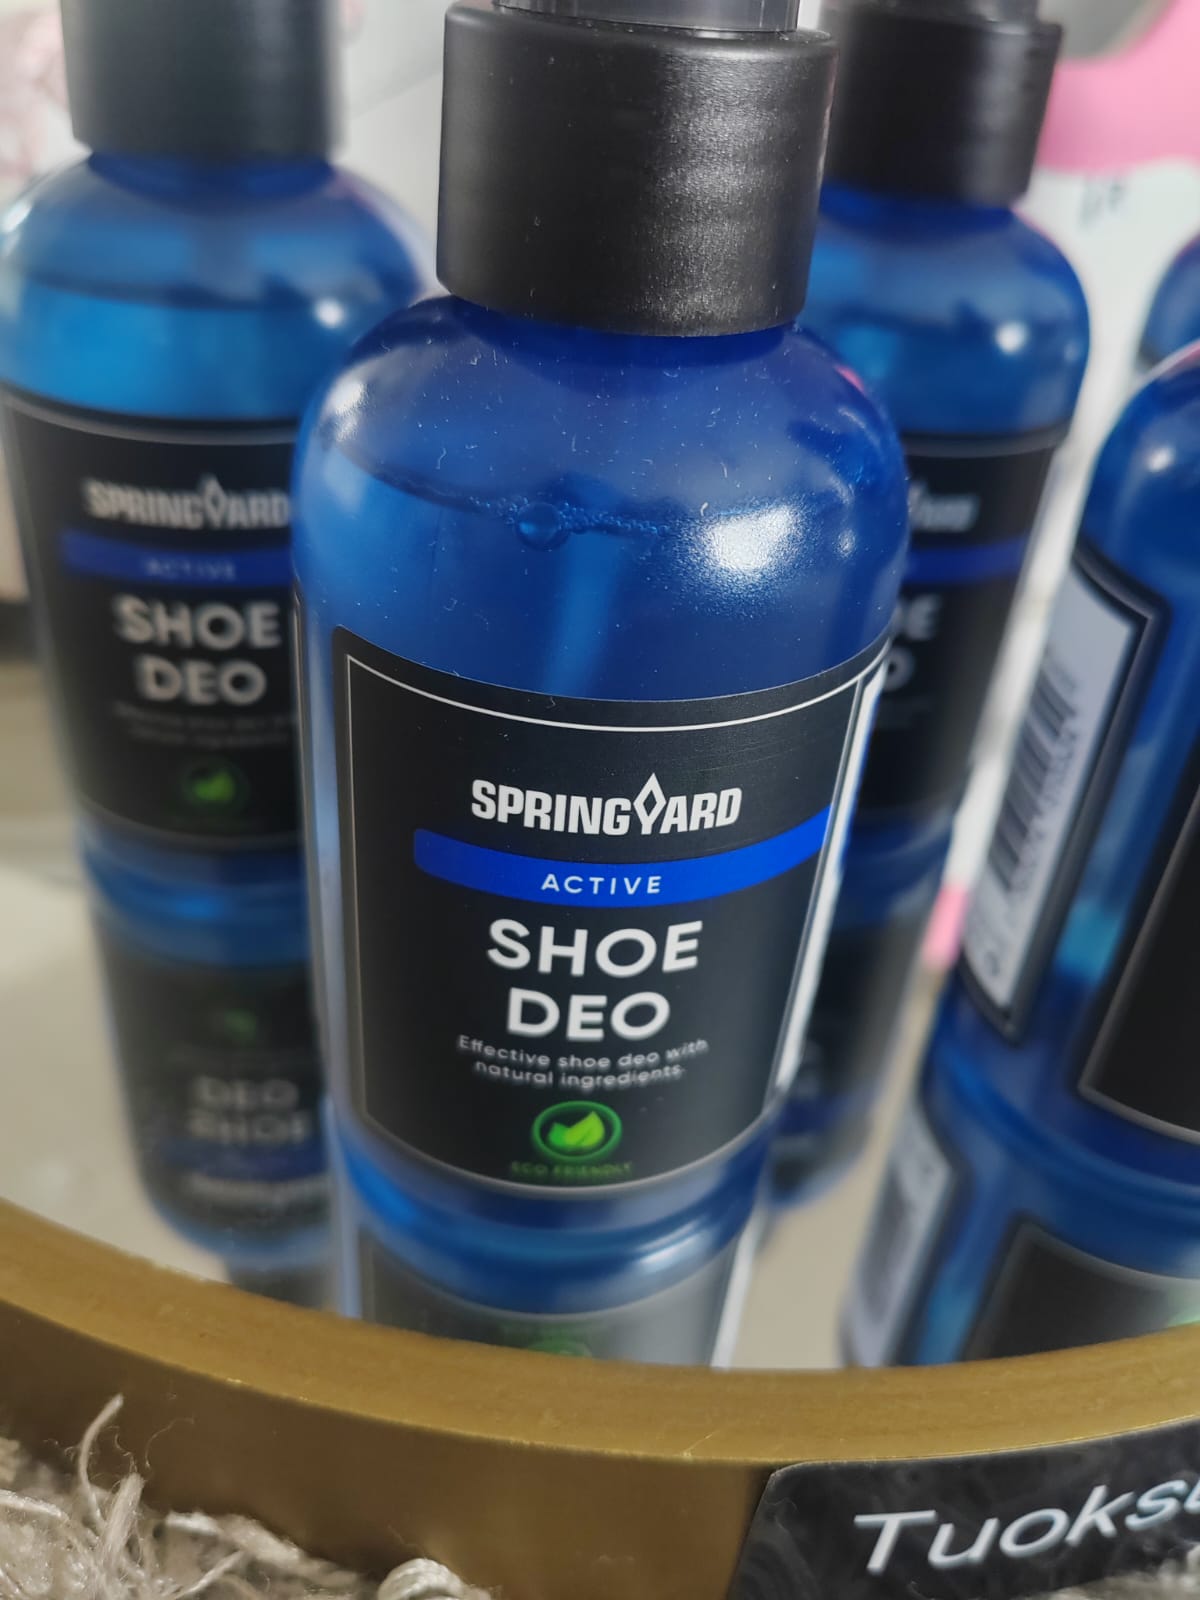 SPRINGYARD
ACTIVE
SHOE
DEO
Effective shoe deo with
natural ingredients.
ECO FRIENDLY
SPRINGYARD
ACTIVE
SHOE
DEO